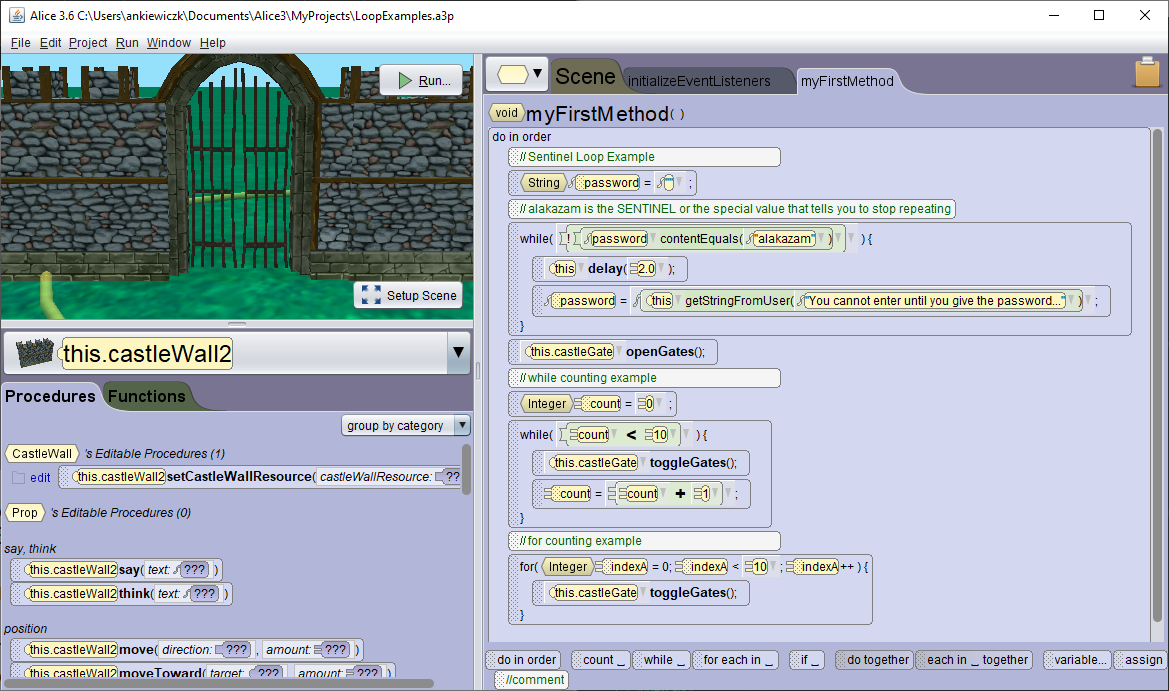 Alice 3.6 C:\Users\ankiewiczk\Documents\Alice3\MyProjects\LoopExamples.a3p
File Edit Project Run Window Help
Run...
Setup Scene
this.castleWall2
Procedures Functions
group by category
CastleWall 's Editable Procedures (1)
edit this.castleWall2 setCastleWallResource( castleWallResource: ??
Prop 's Editable Procedures (0)
say, think
this.castleWall2 say( text: ??? )
this.castleWall2 think( text: ??? )
position
this.castleWall2 move( direction: ??? , amount: ??? )
this.castleWall2 moveToward( target: ??? , amount: ??? )
Scene initializeEventListeners myFirstMethod
void myFirstMethod ( )
do in order
// Sentinel Loop Example
String password = "" ;
// alakazam is the SENTINEL or the special value that tells you to stop repeating
while( ! password contentEquals( "alakazam" ) ) {
this delay( 2.0 );
password = this getStringFromUser( "You cannot enter until you give the password..." ) ;
}
this.castleGate openGates();
// while counting example
Integer count = 0 ;
while( count < 10 ) {
this.castleGate toggleGates();
count = count + 1 ;
}
// for counting example
for( Integer indexA = 0; indexA < 10 ; indexA ++ ) {
this.castleGate toggleGates();
}
do in order count _ while _ for each in _ if _ do together each in _ together variable... assign
//comment